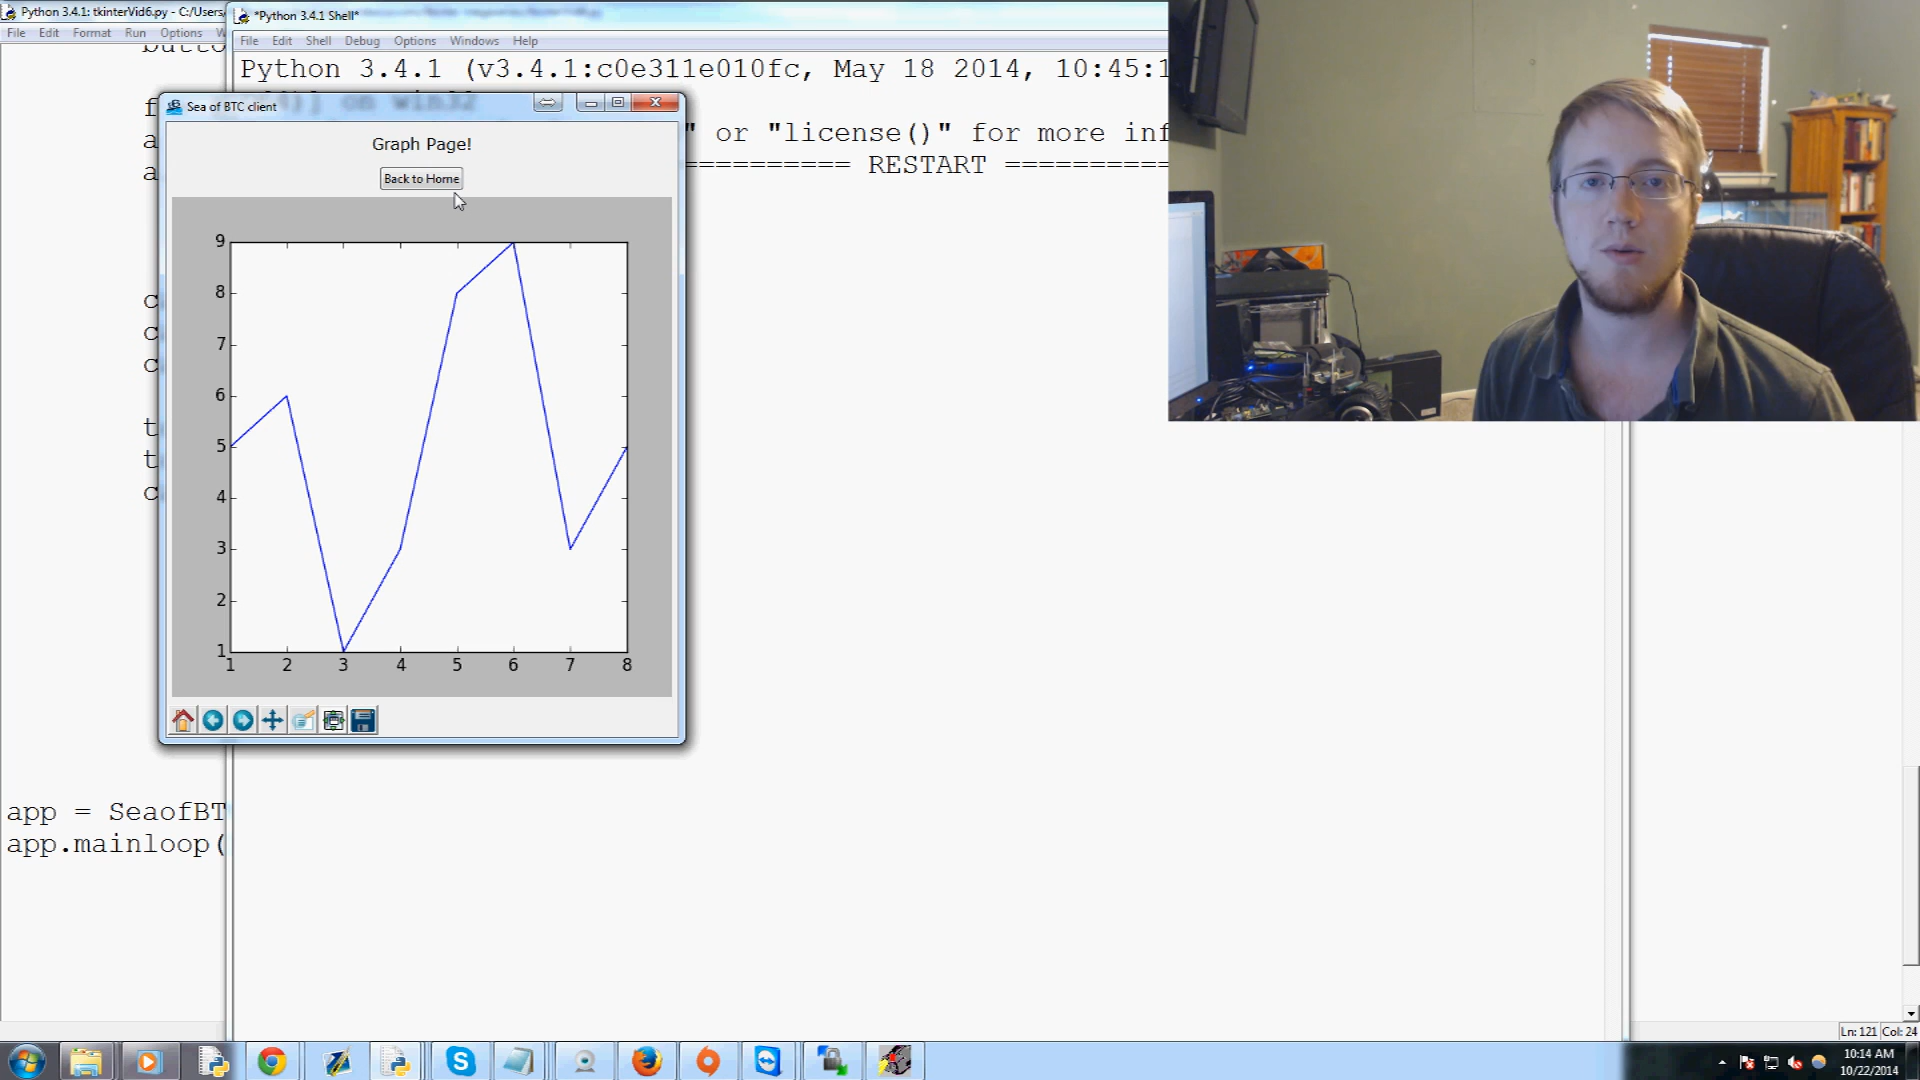 Python 3.4.1: tkinterVid6.py - C:/Users/
File Edit Format Run Options W
*Python 3.4.1 Shell*
File Edit Shell Debug Options Windows Help
Python 3.4.1 (v3.4.1:c0e311e010fc, May 18 2014, 10:45:1
on win32
" or "license()" for more inf
========== RESTART ==========
Sea of BTC client
Graph Page!
Back to Home
9
8
7
6
5
4
3
2
1
1 2 3 4 5 6 7 8
app = SeaofBT
app.mainloop(
Ln: 121 Col: 24
10:14 AM
10/22/2014